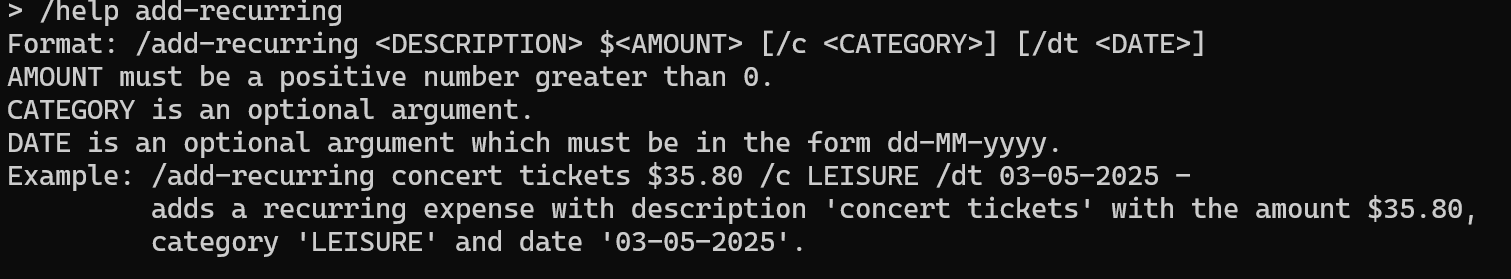 > /help add-recurring
Format: /add-recurring <DESCRIPTION> $<AMOUNT> [/c <CATEGORY>] [/dt <DATE>]
AMOUNT must be a positive number greater than 0.
CATEGORY is an optional argument.
DATE is an optional argument which must be in the form dd-MM-yyyy.
Example: /add-recurring concert tickets $35.80 /c LEISURE /dt 03-05-2025 -
         adds a recurring expense with description 'concert tickets' with the amount $35.80,
         category 'LEISURE' and date '03-05-2025'.